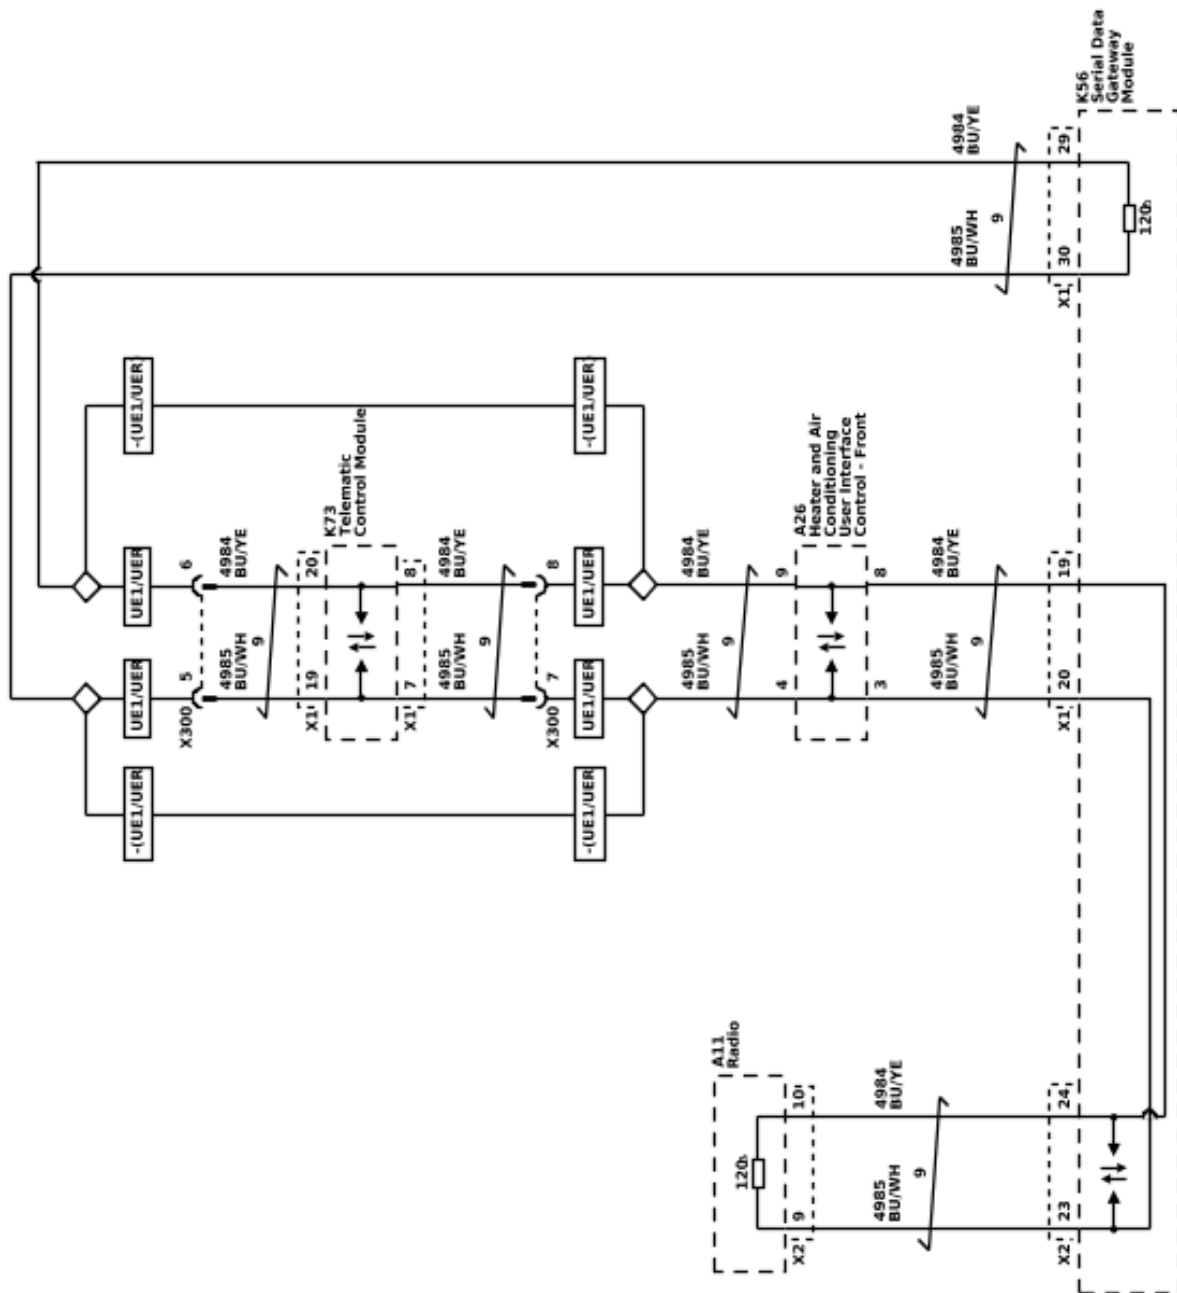 K56
Serial Data
Gateway
Module
4984
BU/YE
29
9
4985
BU/WH
30
X1
120
-(UE1/UER)
-(UE1/UER)
UE1/UER
6
4984
BU/YE
20
K73
Telematic
Control Module
8
4984
BU/YE
8
UE1/UER
4984
BU/YE
9
A26
Heater and Air
Conditioning
User Interface
Control - Front
8
4984
BU/YE
19
UE1/UER
5
X300
4985
BU/WH
9
19
X1
7
X1
4985
BU/WH
9
7
X300
UE1/UER
4985
BU/WH
9
4
3
4985
BU/WH
9
20
X1
-(UE1/UER)
-(UE1/UER)
A11
Radio
10
4984
BU/YE
24
120
9
X2
4985
BU/WH
9
23
X2